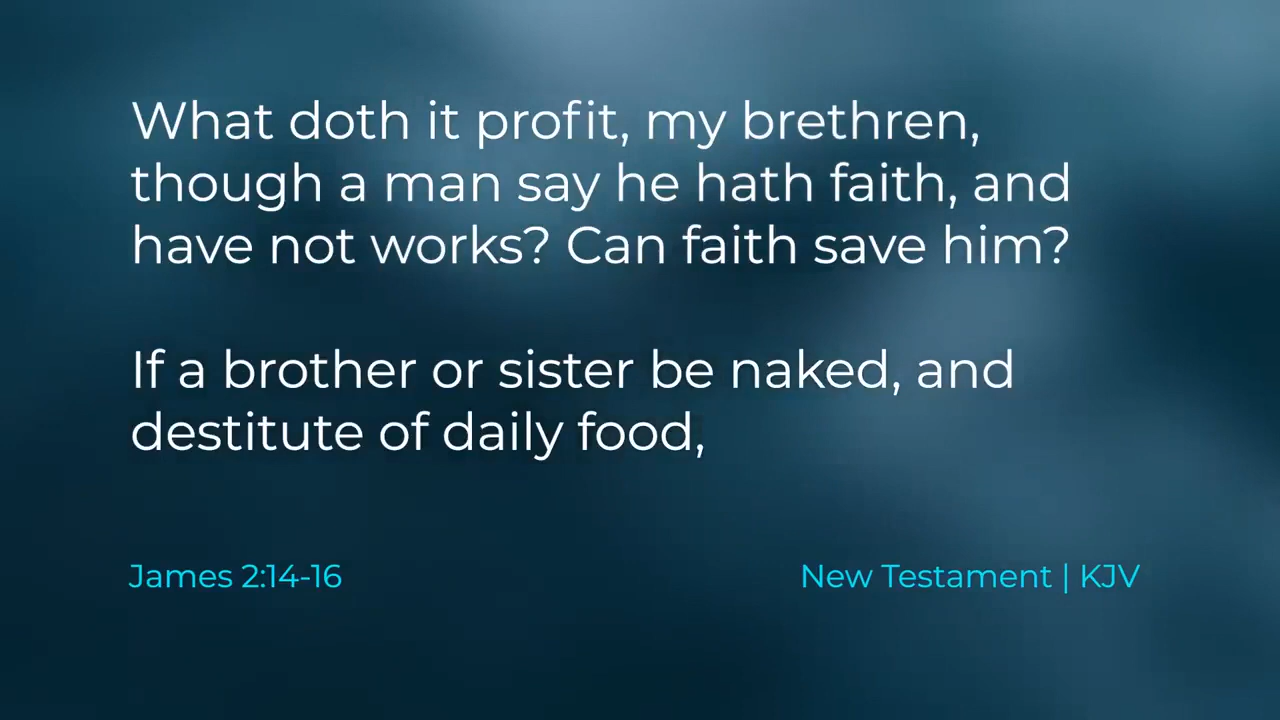 What doth it profit, my brethren,
though a man say he hath faith, and
have not works? Can faith save him?
If a brother or sister be naked, and
destitute of daily food,
James 2:14-16
New Testament | KJV